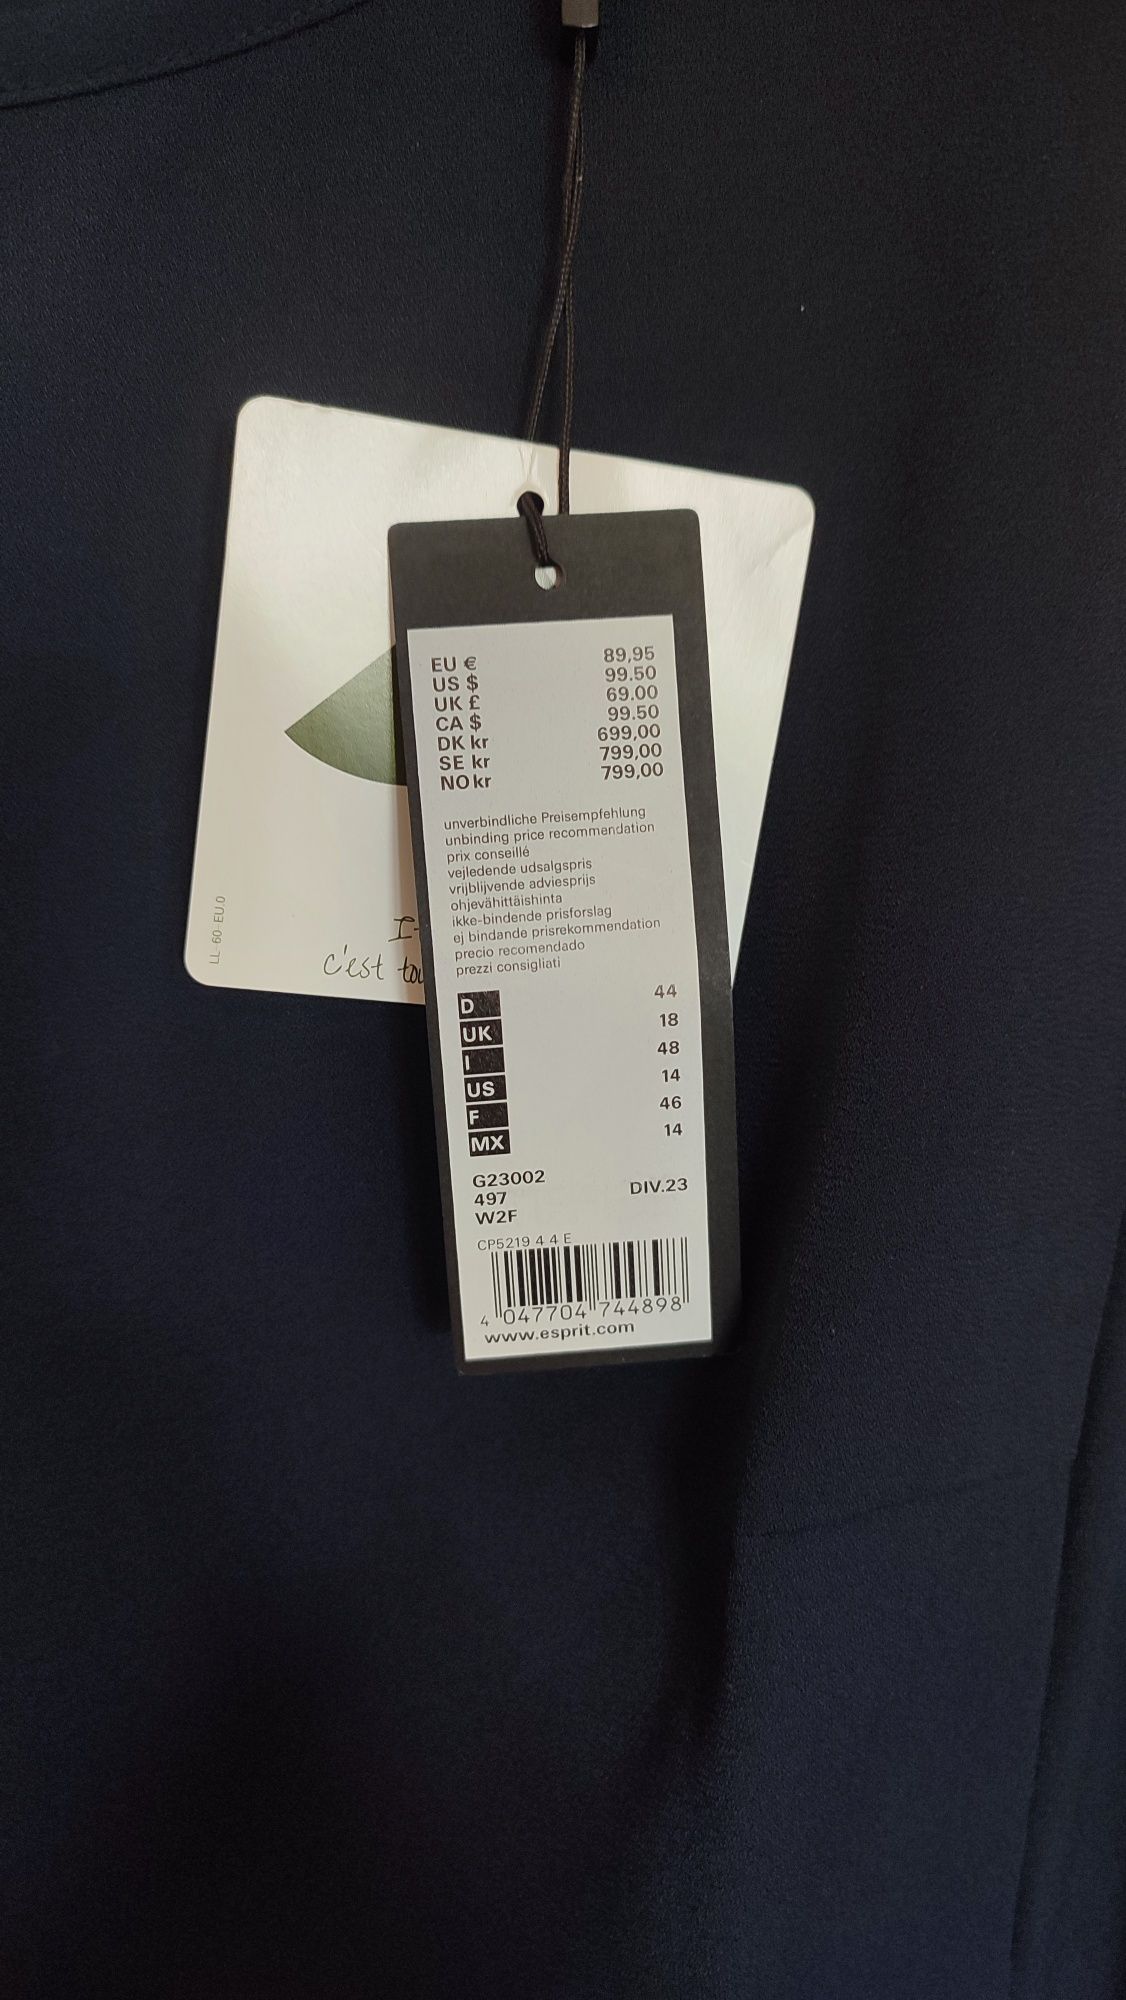 EU € 89,95
US $ 99.50
UK £ 69.00
CA $ 99.50
DK kr 699,00
SE kr 799,00
NO kr 799,00
unverbindliche Preisempfehlung
unbinding price recommendation
prix conseillé
vejledende udsalgspris
vrijblijvende adviesprijs
ohjevähittäishinta
ikke-bindende prisforslag
ej bindande prisrekommendation
precio recomendado
prezzi consigliati
D 44
UK 18
I 48
US 14
F 46
MX 14
G23002
497 DIV.23
W2F
CP5219 4 4 E
4 047704 744898
www.esprit.com
LL-60-EU.0
c'est